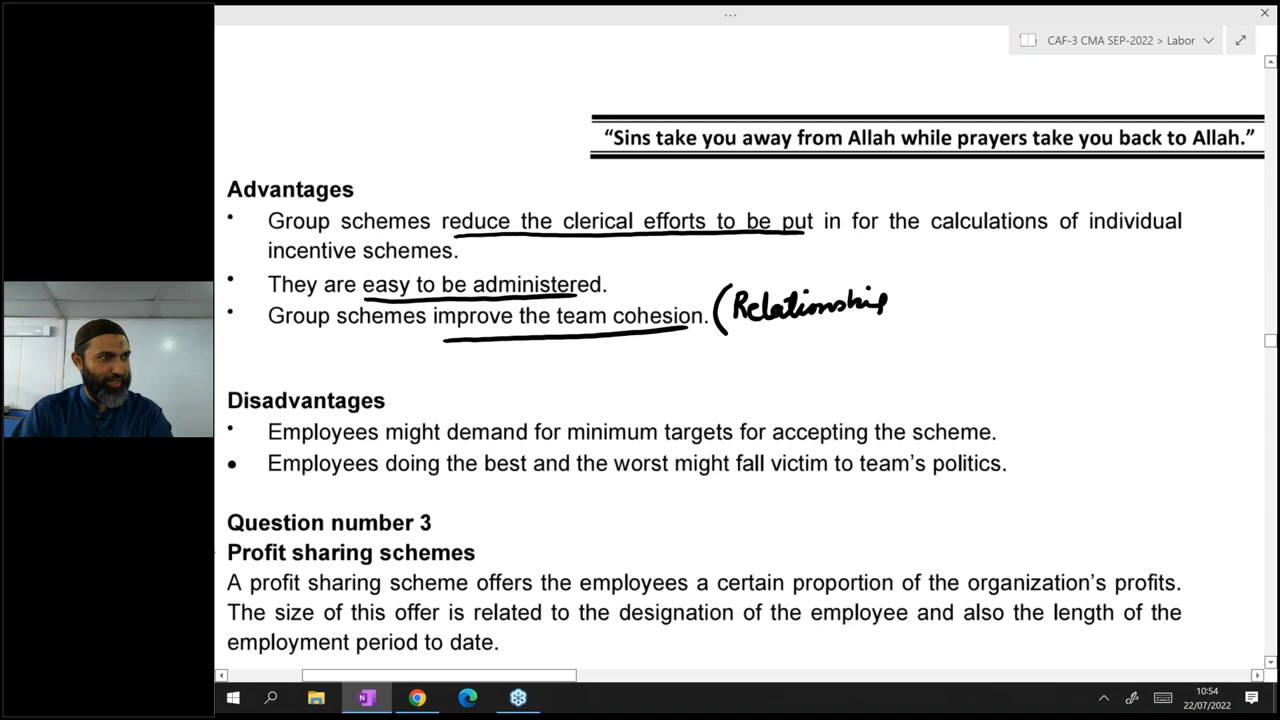 CAF-3 CMA SEP-2022 > Labor
“Sins take you away from Allah while prayers take you back to Allah.”
Advantages
• Group schemes reduce the clerical efforts to be put in for the calculations of individual
incentive schemes.
• They are easy to be administered.
• Group schemes improve the team cohesion. (Relationship
Disadvantages
• Employees might demand for minimum targets for accepting the scheme.
• Employees doing the best and the worst might fall victim to team’s politics.
Question number 3
Profit sharing schemes
A profit sharing scheme offers the employees a certain proportion of the organization’s profits.
The size of this offer is related to the designation of the employee and also the length of the
employment period to date.
10:54
22/07/2022